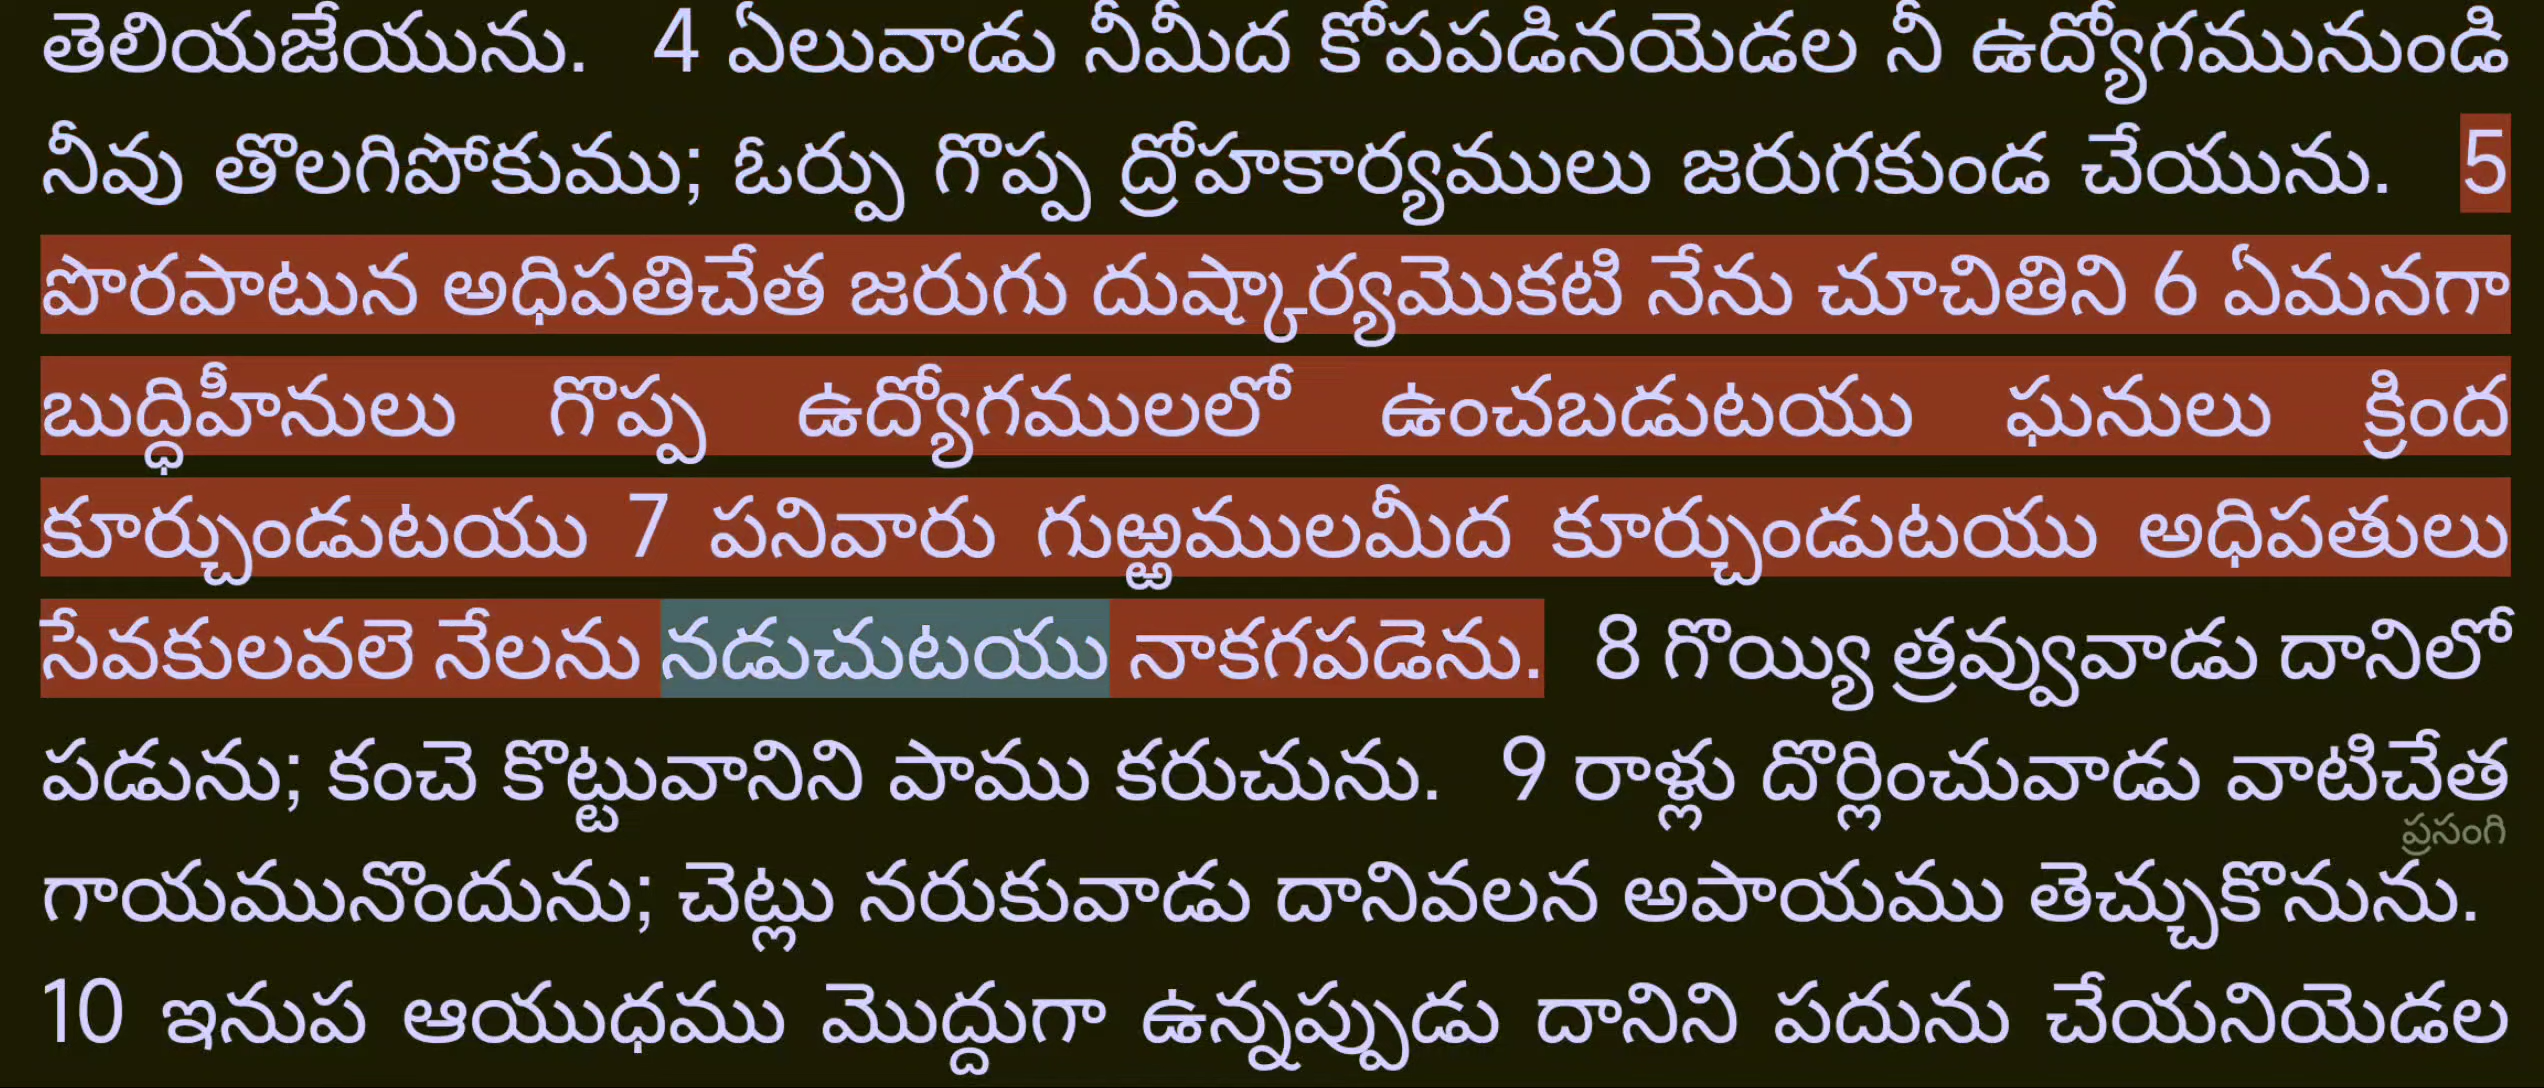 తెలియజేయును. 4 ఏలువాడు నీమీద కోపపడినయెడల నీ ఉద్యోగమునుండి
నీవు తొలగిపోకుము; ఓర్పు గొప్ప ద్రోహకార్యములు జరుగకుండ చేయును. 5
పొరపాటున అధిపతిచేత జరుగు దుష్కార్యమొకటి నేను చూచితిని 6 ఏమనగా
బుద్ధిహీనులు గొప్ప ఉద్యోగములలో ఉంచబడుటయు ఘనులు క్రింద
కూర్చుండుటయు 7 పనివారు గుఱ్ఱములమీద కూర్చుండుటయు అధిపతులు
సేవకులవలె నేలను నడుచుటయు నాకగపడెను. 8 గొయ్యి త్రవ్వువాడు దానిలో
పడును; కంచె కొట్టువానిని పాము కరుచును. 9 రాళ్లు దొర్లించువాడు వాటిచేత
ప్రసంగి
గాయమునొందును; చెట్లు నరుకువాడు దానివలన అపాయము తెచ్చుకొనును.
10 ఇనుప ఆయుధము మొద్దుగా ఉన్నప్పుడు దానిని పదును చేయనియెడల